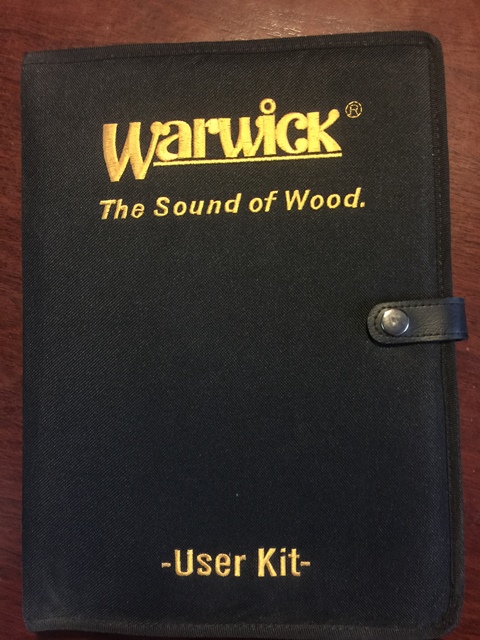 Warwick®
The Sound of Wood.
-User Kit-